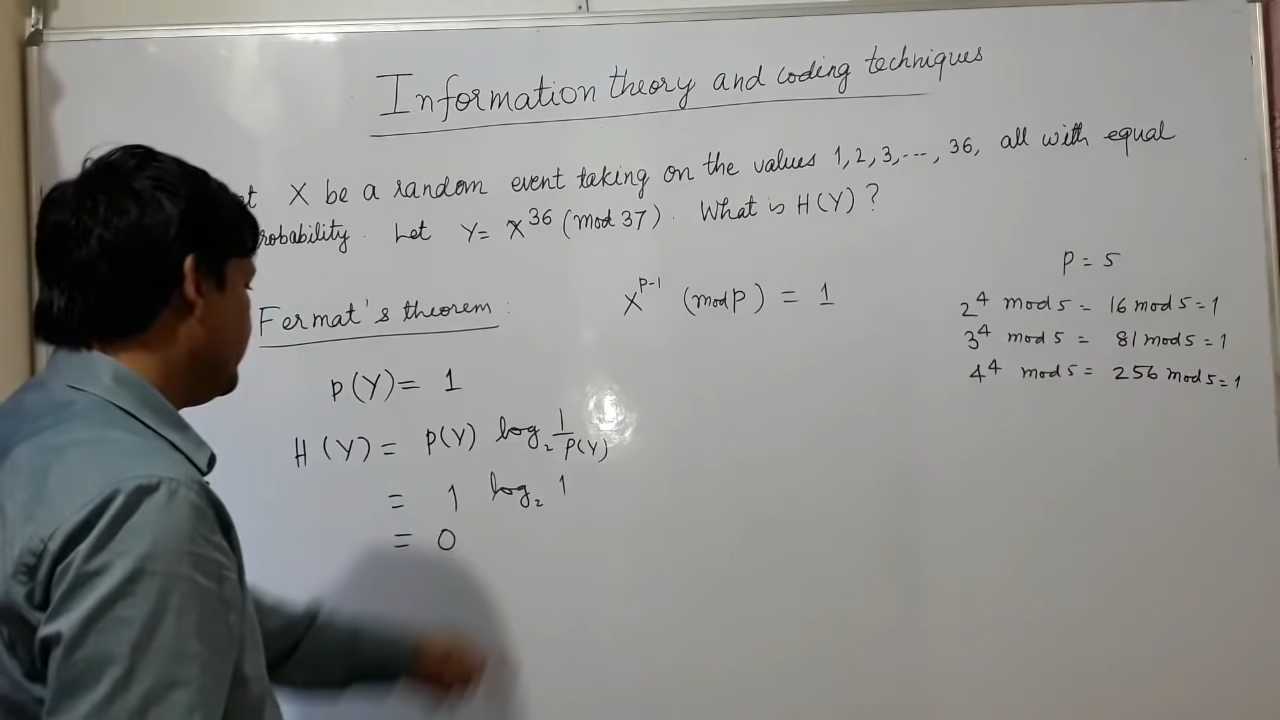 Information theory and coding techniques
X be a random event taking on the values 1, 2, 3, ---, 36, all with equal
Let Y= X^36 (mod 37). What is H(Y) ?
P = 5
Fermat's theorem :
X^P-1 (mod P) = 1
2^4 mod 5 = 16 mod 5 = 1
3^4 mod 5 = 81 mod 5 = 1
4^4 mod 5 = 256 mod 5 = 1
P(Y) = 1
H(Y) = P(Y) log₂ 1/P(Y)
= 1 log₂ 1
= 0